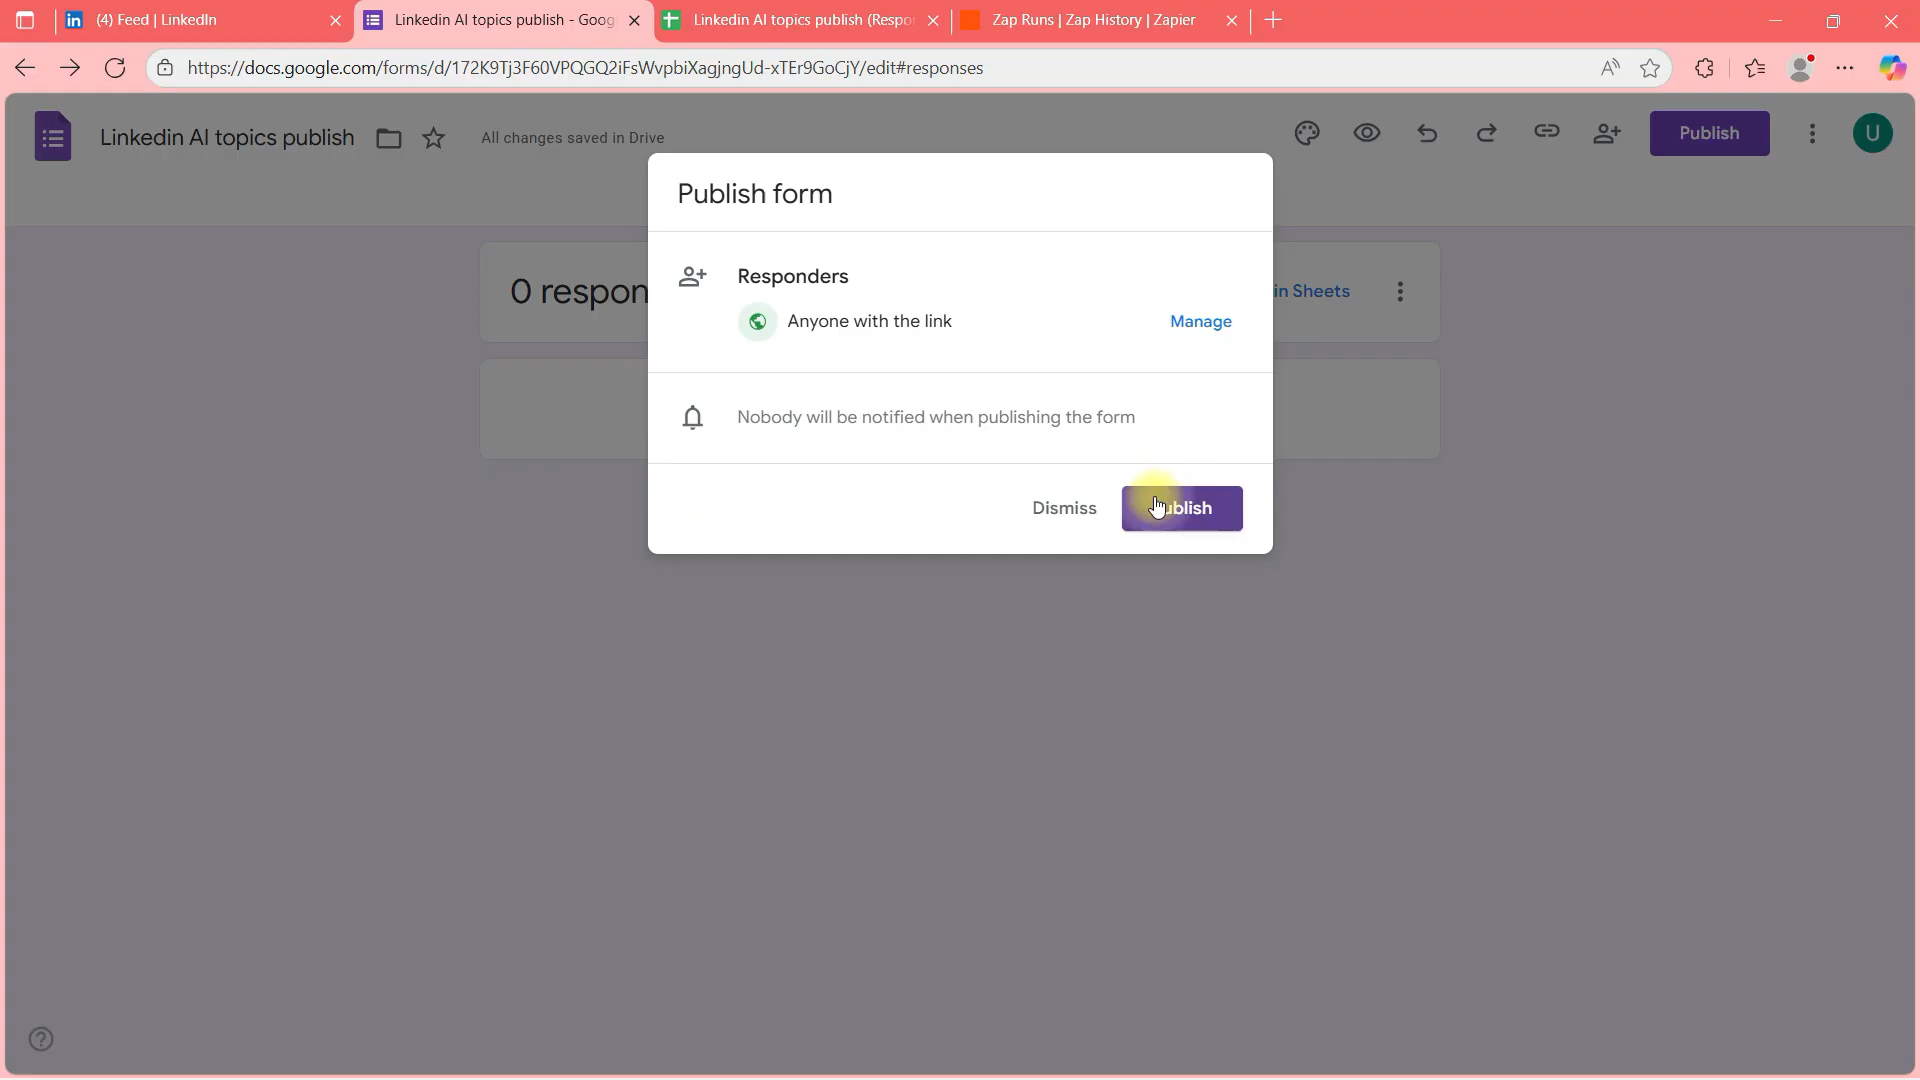 (4) Feed | LinkedIn
Linkedin AI topics publish - Goog
Linkedin AI topics publish (Respo
Zap Runs | Zap History | Zapier
https://docs.google.com/forms/d/172K9Tj3F60VPQGQ2iFsWvpbiXagjngUd-xTEr9GoCjY/edit#responses
Linkedin AI topics publish
All changes saved in Drive
Publish
U
Publish form
Responders
Anyone with the link
Manage
0 respon
in Sheets
Nobody will be notified when publishing the form
Dismiss
ublish